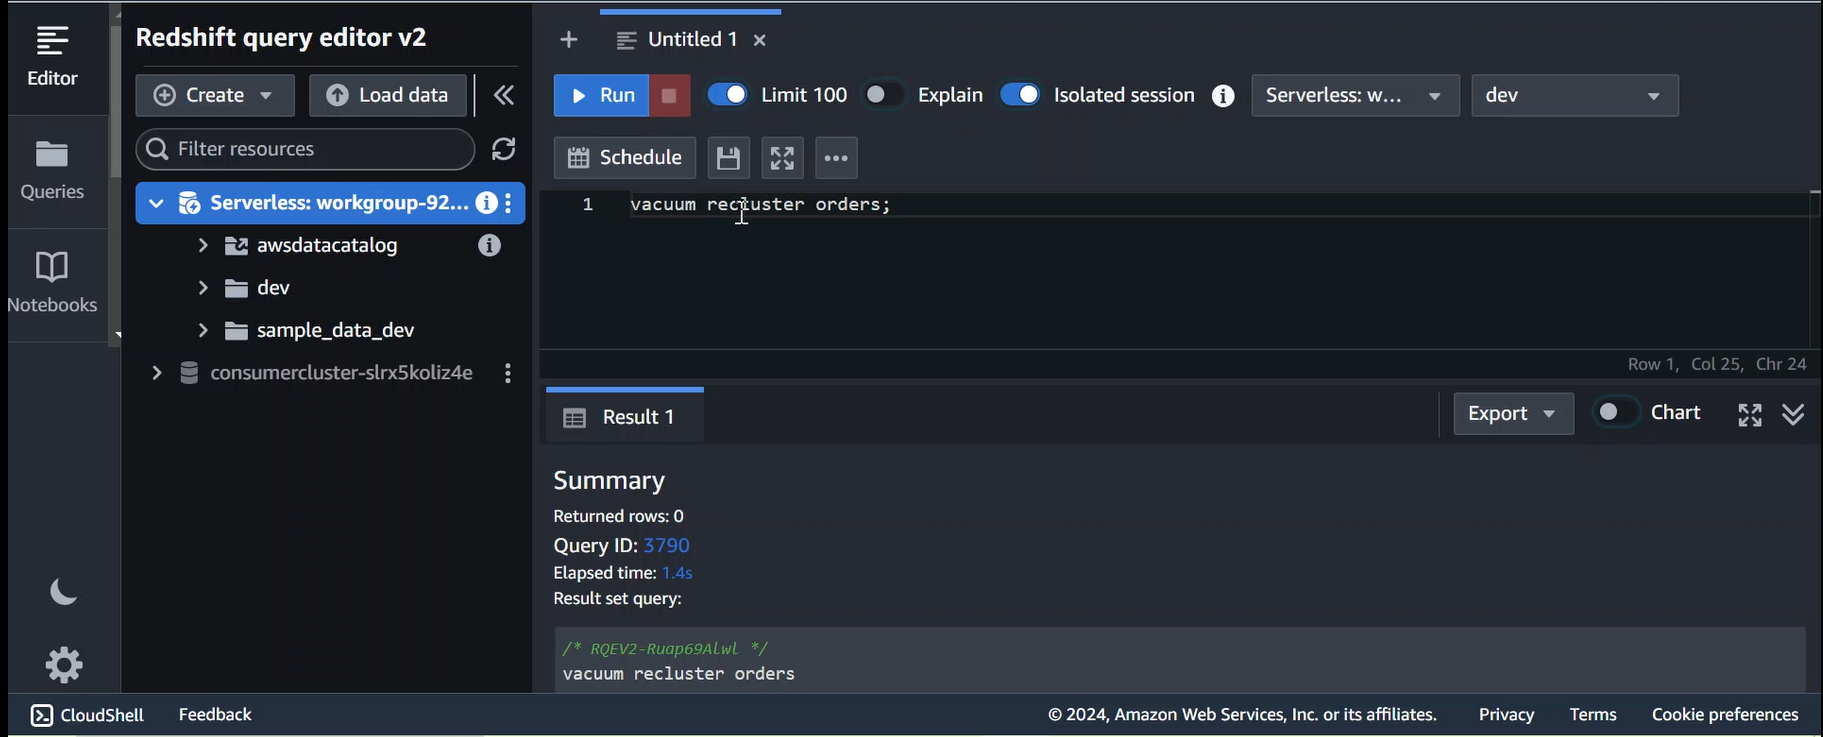 Editor
Queries
Notebooks
Redshift query editor v2
Create
Load data
Filter resources
Serverless: workgroup-92...
awsdatacatalog
dev
sample_data_dev
consumercluster-slrx5koliz4e
Untitled 1
Run Limit 100 Explain Isolated session Serverless: w... dev
Schedule
1 vacuum recluster orders;
Row 1, Col 25, Chr 24
Result 1
Export Chart
Summary
Returned rows: 0
Query ID: 3790
Elapsed time: 1.4s
Result set query:
/* RQEV2-Ruap69Alwl */
vacuum recluster orders
CloudShell Feedback © 2024, Amazon Web Services, Inc. or its affiliates. Privacy Terms Cookie preferences